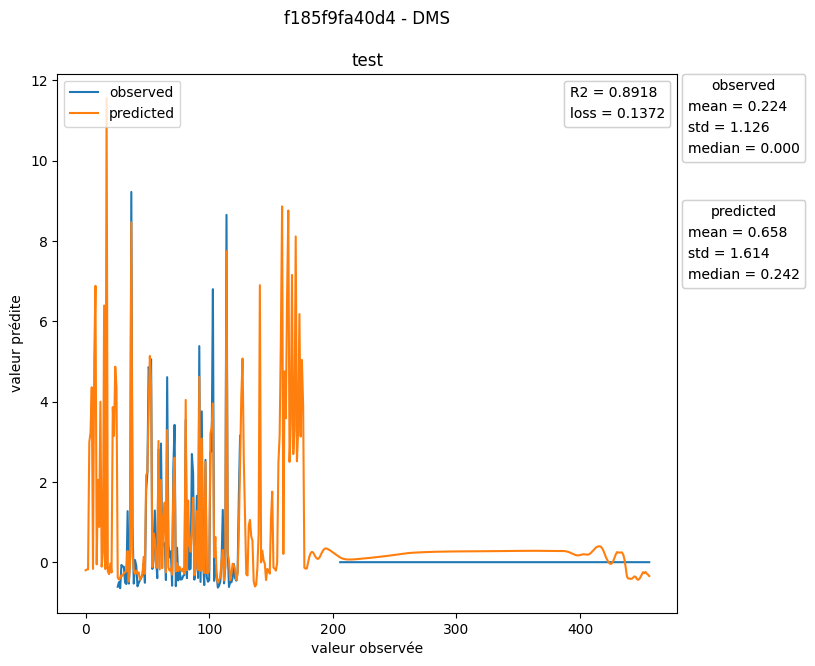 f185f9fa40d4 - DMS
test
observed
predicted
R2 = 0.8918
loss = 0.1372
observed
mean = 0.224
std = 1.126
median = 0.000
predicted
mean = 0.658
std = 1.614
median = 0.242
valeur prédite
12
10
8
6
4
2
0
0 100 200 300 400
valeur observée